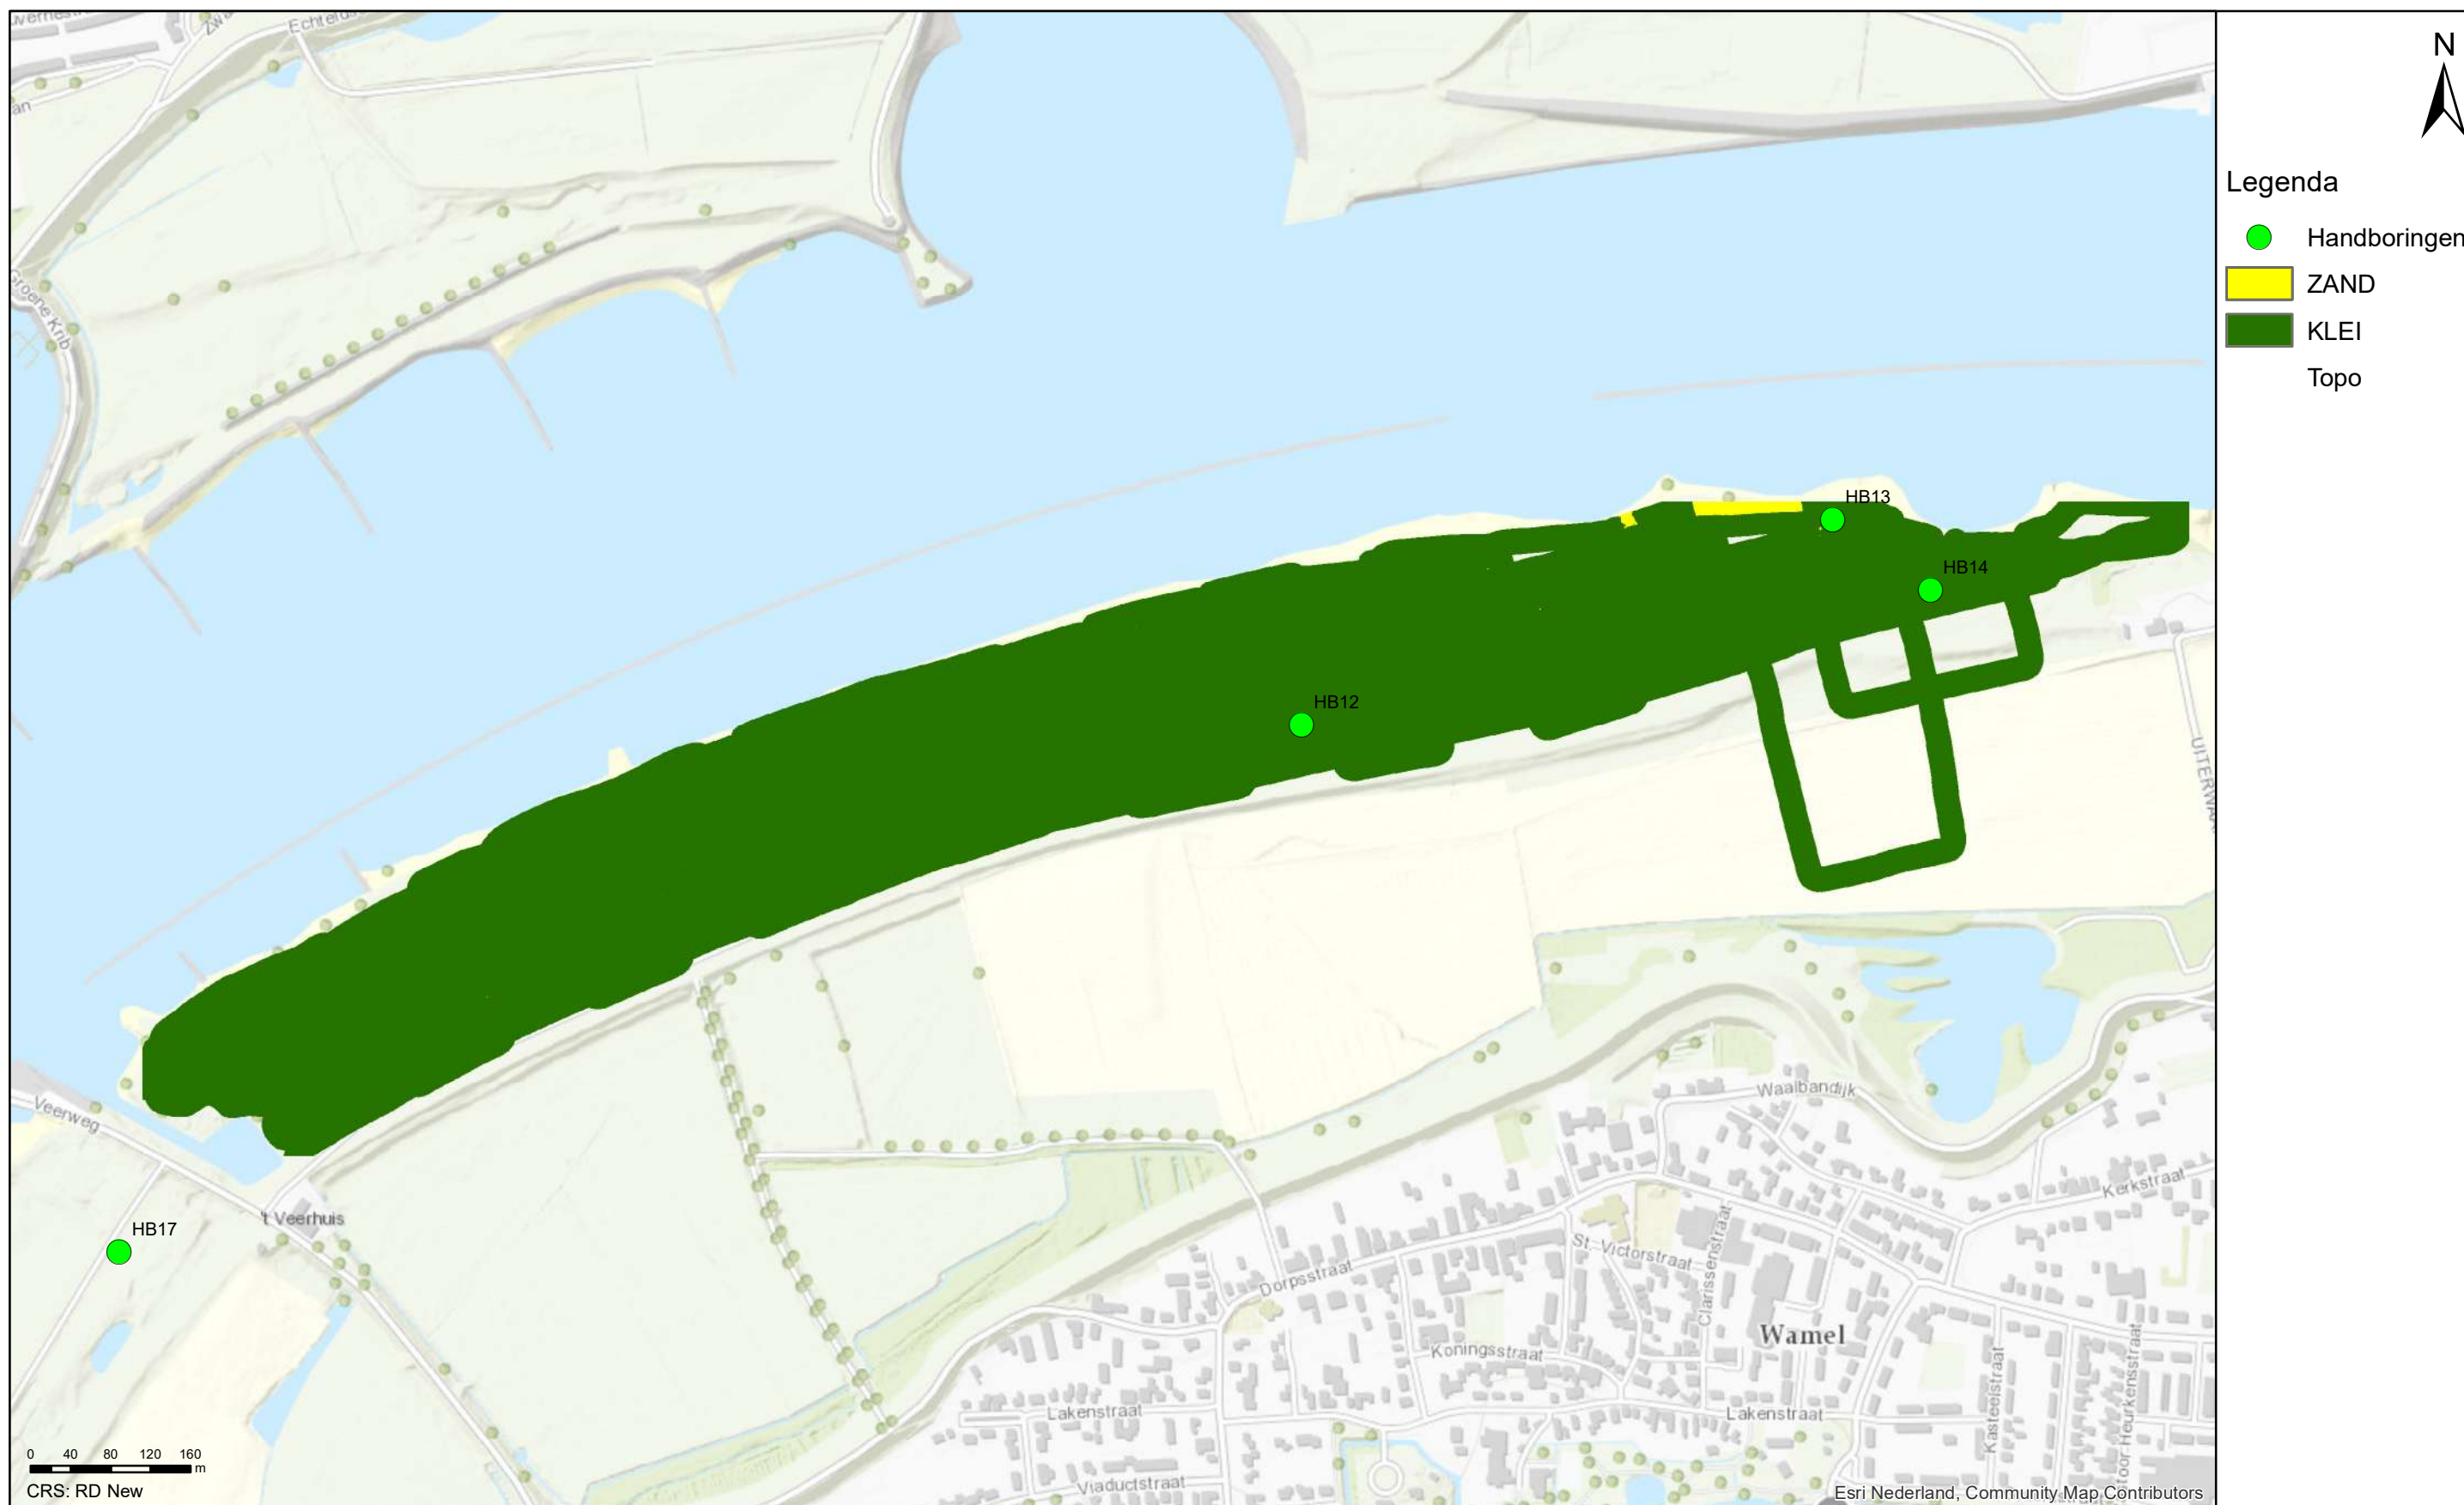 Echteldse
N
Legenda
Handboringen
ZAND
KLEI
Topo
Groene Krib
HB13
HB14
HB12
Waalbandijk
Veerweg
Kerkstraat
't Veerhuis
HB17
St. Victorstraat
Clarissenstraat
Dorpsstraat
Wamel
Koningsstraat
Kasteelstraat
Lakenstraat
Lakenstraat
Viaductstraat
0 40 80 120 160
m
CRS: RD New
Esri Nederland, Community Map Contributors